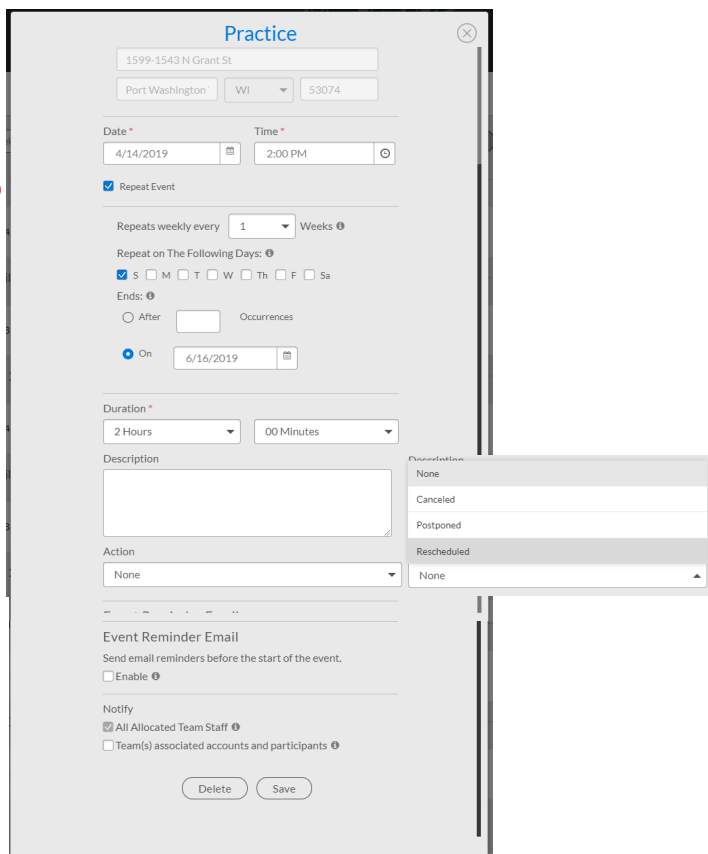 Practice
1599-1543 N Grant St
Port Washington WI 53074
Date * Time *
4/14/2019 2:00 PM
Repeat Event
Repeats weekly every 1 Weeks
Repeat on The Following Days:
S M T W Th F Sa
Ends:
After Occurrences
On 6/16/2019
Duration *
2 Hours 00 Minutes
Description
Action
None
Description
None
Canceled
Postponed
Rescheduled
None
Event Reminder Email
Event Reminder Email
Send email reminders before the start of the event.
Enable
Notify
All Allocated Team Staff
Team(s) associated accounts and participants
Delete Save